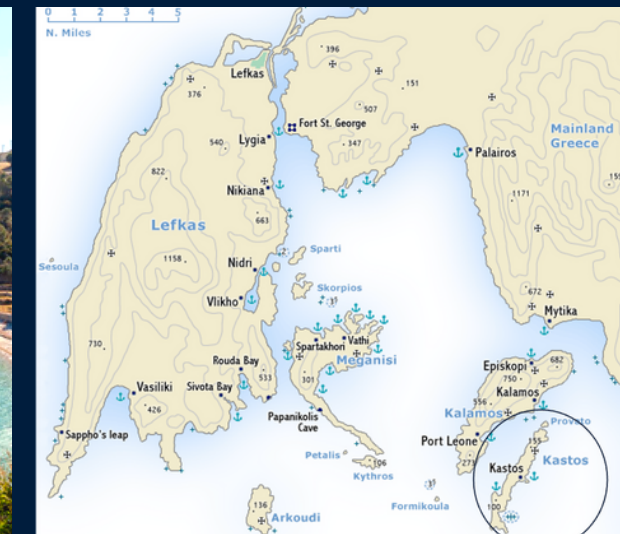 0 1 2 3 4 5
N. Miles
396
Lefkas
376
151
507
Fort St. George
Mainland
Greece
Lygia
540
347
Palairos
822
Nikiana
1171
663
Lefkas
1158
Sparti
Sesoula
Nidri
Skorpios
672
Vlikho
Mytika
730
Spartakhori
Vathi
Meganisi
Rouda Bay
533
301
Episkopi
682
750
Vasiliki
Sivota Bay
Kalamos
426
556
Kalamos
Papanikolis
Cave
Provato
Sappho's leap
Port Leone
155
Petalis
273
Kastos
106
Kythros
Kastos
Formikoula
100
136
Arkoudi